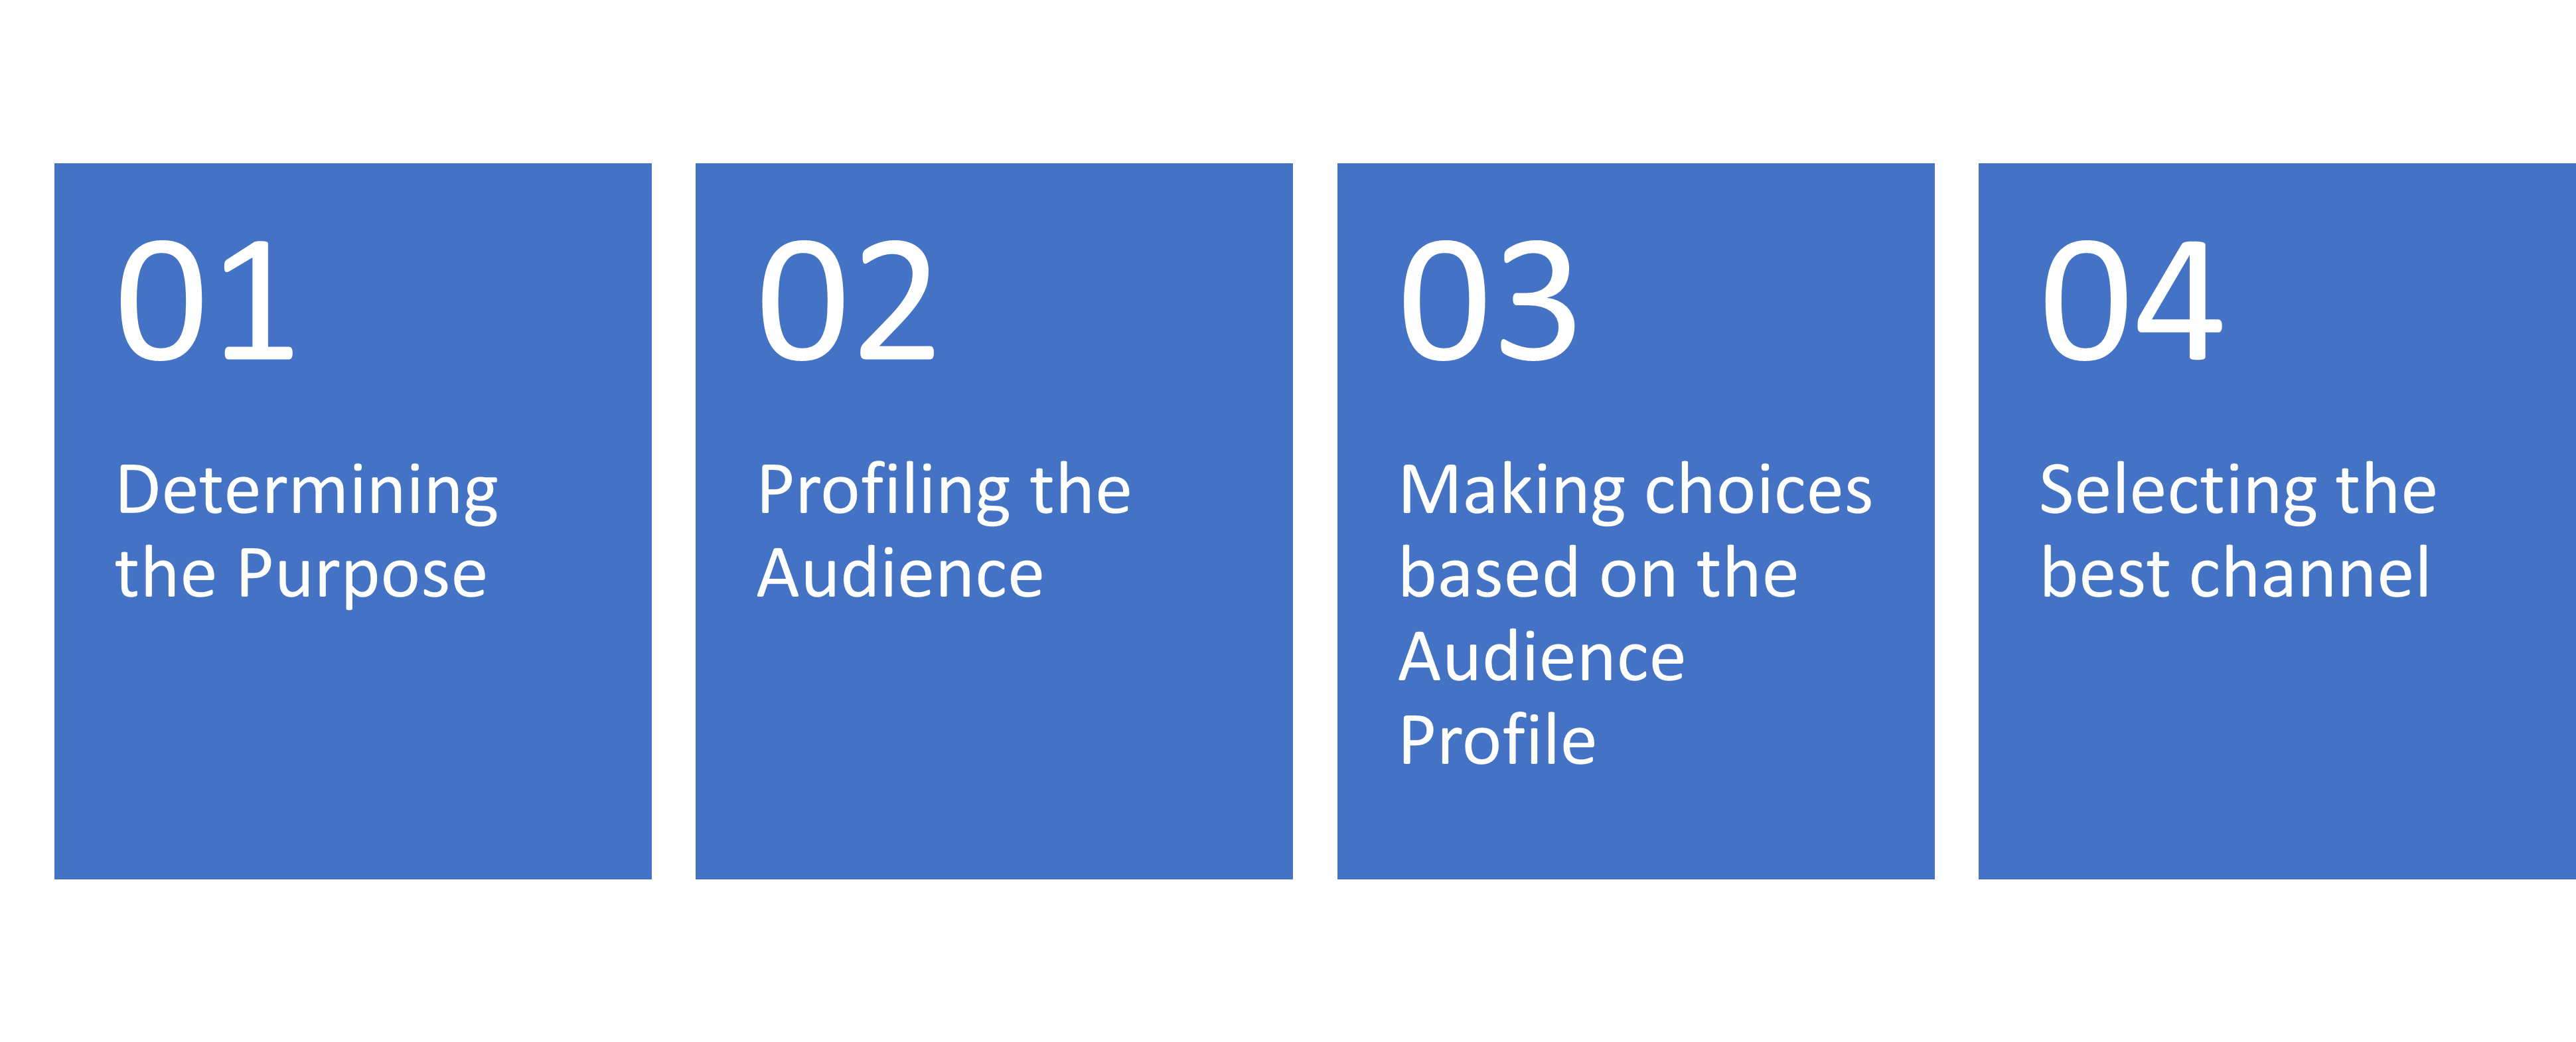 01
Determining
the Purpose
02
Profiling the
Audience
03
Making choices
based on the
Audience
Profile
04
Selecting the
best channel